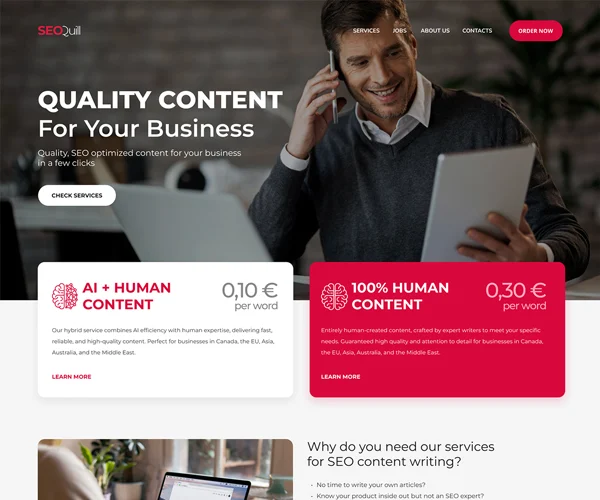 SEOQuill
SERVICES JOBS ABOUT US CONTACTS ORDER NOW
QUALITY CONTENT
For Your Business
Quality, SEO optimized content for your business
in a few clicks
CHECK SERVICES
AI + HUMAN
CONTENT
0,10 €
per word
Our hybrid service combines AI efficiency with human expertise, delivering fast,
reliable, and high-quality content. Perfect for businesses in Canada, the EU, Asia,
Australia, and the Middle East.
LEARN MORE
100% HUMAN
CONTENT
0,30 €
per word
Entirely human-created content, crafted by expert writers to meet your specific
needs. Guaranteed high quality and attention to detail for businesses in Canada,
the EU, Asia, Australia, and the Middle East.
LEARN MORE
Why do you need our services
for SEO content writing?
- No time to write your own articles?
- Know your product inside out but not an SEO expert?